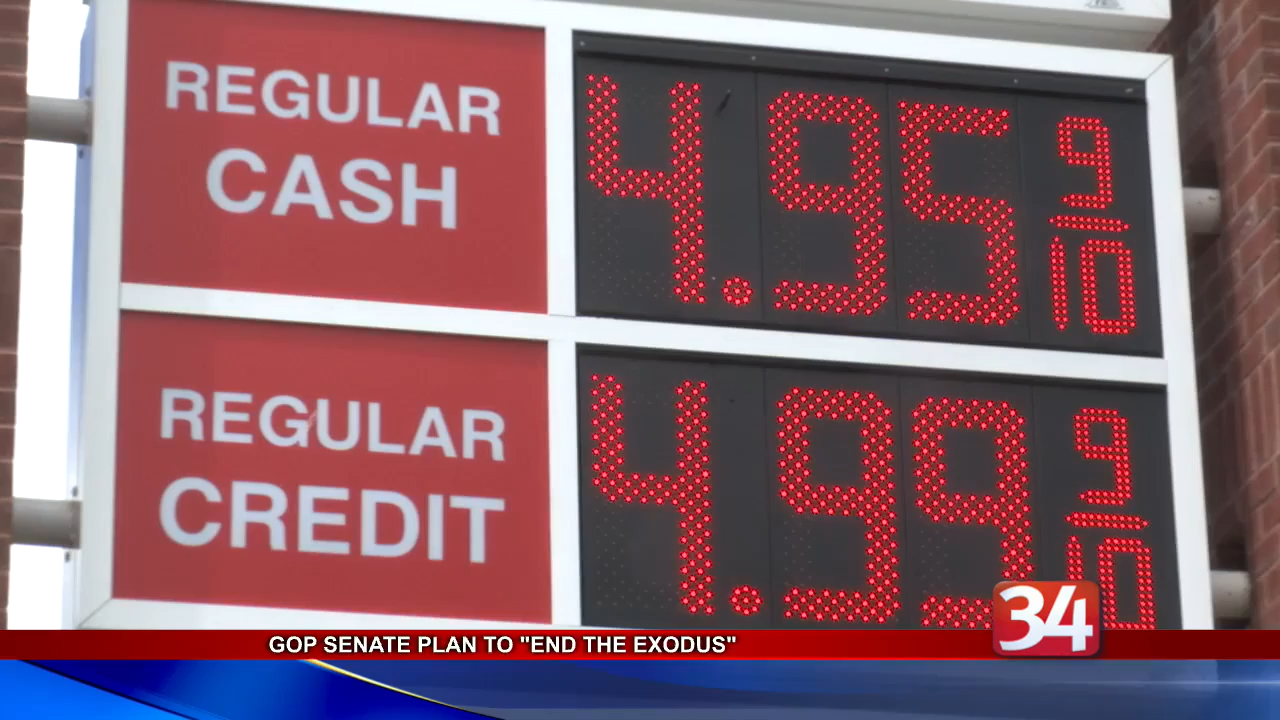 REGULAR
CASH
4.95 9/10
REGULAR
CREDIT
4.99 9/10
34
GOP SENATE PLAN TO "END THE EXODUS"